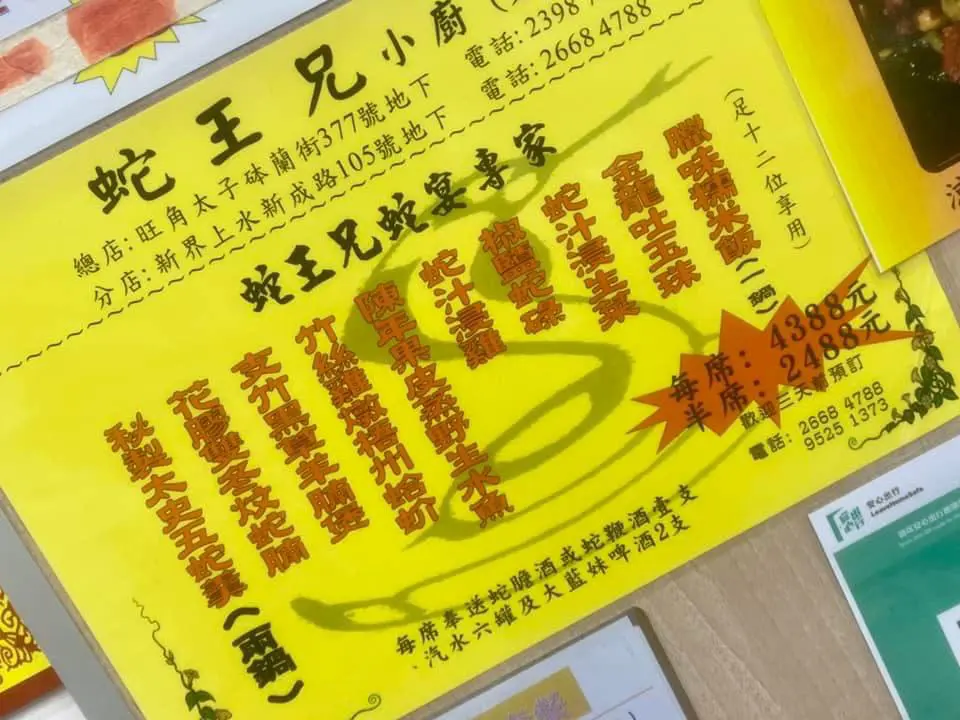 蛇王兄小廚
總店:旺角太子砵蘭街377號地下
電話:2398
分店:新界上水新成路105號地下
電話:2668 4788
蛇王兄蛇宴專家
秘製太史五蛇羹(兩鍋)
花膠雙冬炆蛇腩
支竹黑草羊腩煲
竹絲雞燉橫州蛤蚧
陳年果皮蒸野生水魚
蛇汁浸雞
椒鹽蛇碌
蛇汁浸生菜
金龍吐玉珠
臘味糯米飯(一鍋)
(足十二位享用)
每席:4388元
半席:2488元
歡迎三天前預訂
電話:2668 4788
9525 1373
每席奉送蛇膽酒或蛇鞭酒壹支
汽水六罐及大藍妹啤酒2支
安心出行
LeaveHomeSafe